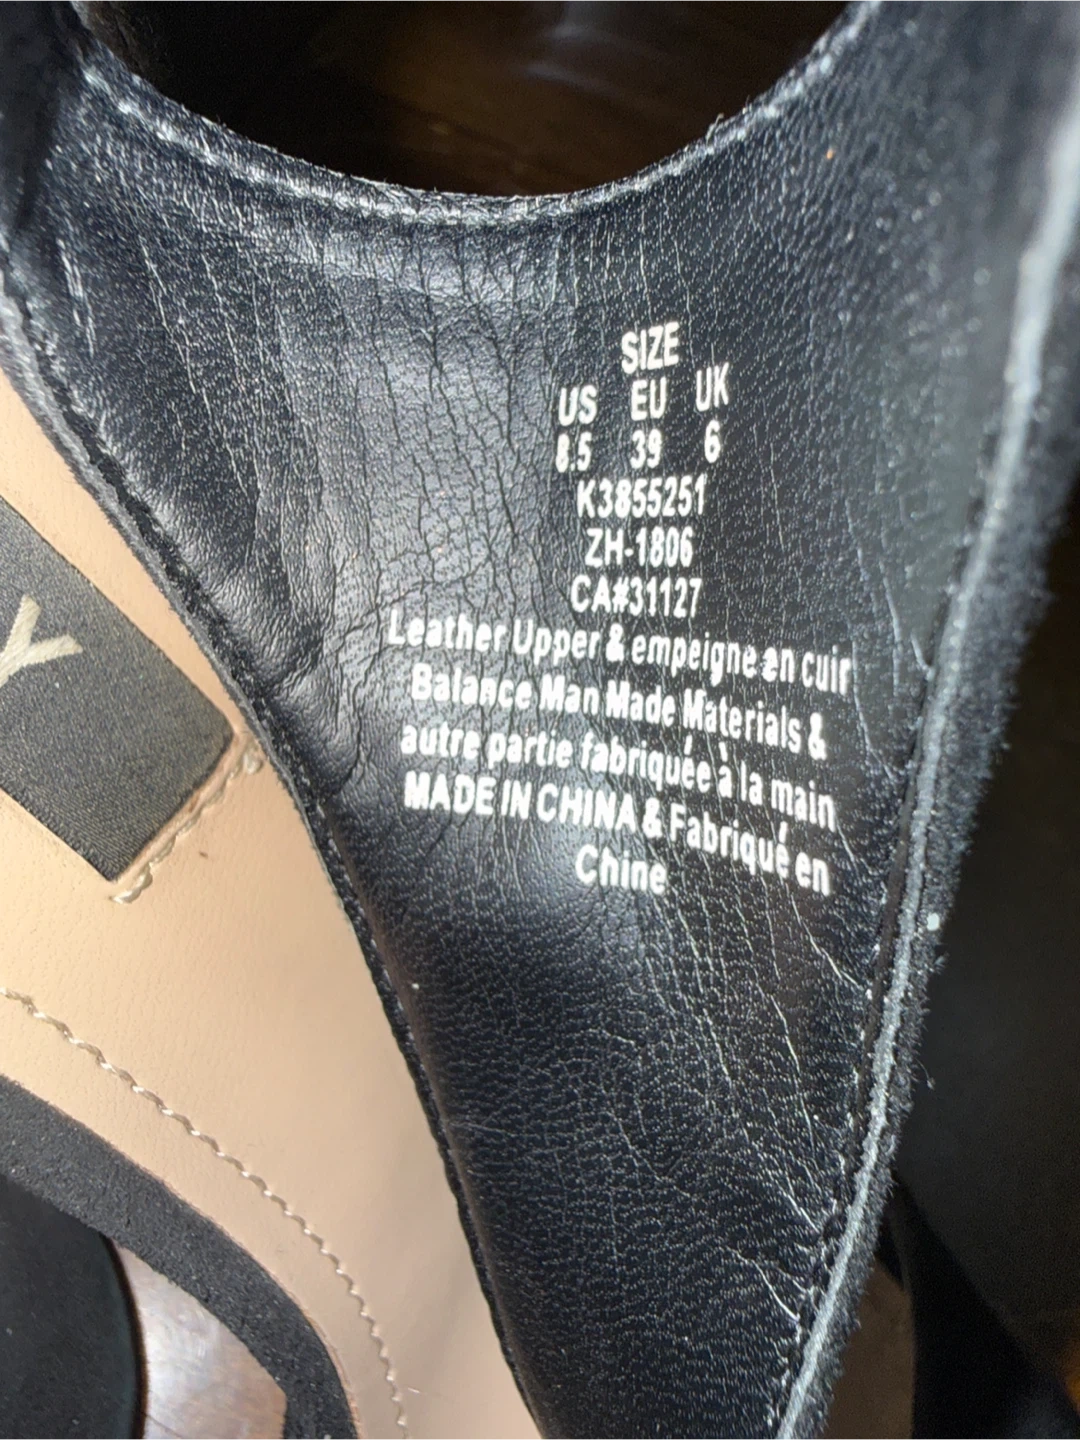 SIZE
US EU UK
8.5 39 6
K3855251
ZH-1806
CA#31127
Leather Upper & empeigne en cuir
Balance Man Made Materials &
autre partie fabriquée à la main
MADE IN CHINA & Fabriqué en
Chine
Y